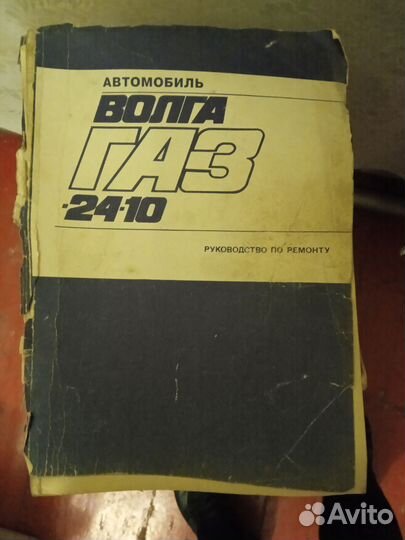 АВТОМОБИЛЬ
ВОЛГА
ГАЗ
-24-10
РУКОВОДСТВО ПО РЕМОНТУ
Avito